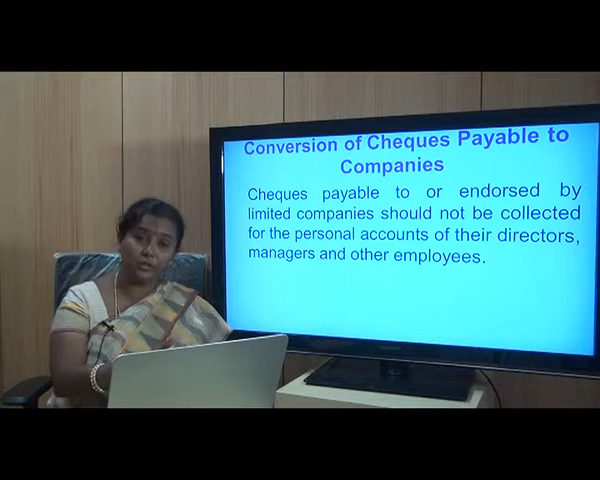 Conversion of Cheques Payable to
Companies
Cheques payable to or endorsed by
limited companies should not be collected
for the personal accounts of their directors,
managers and other employees.